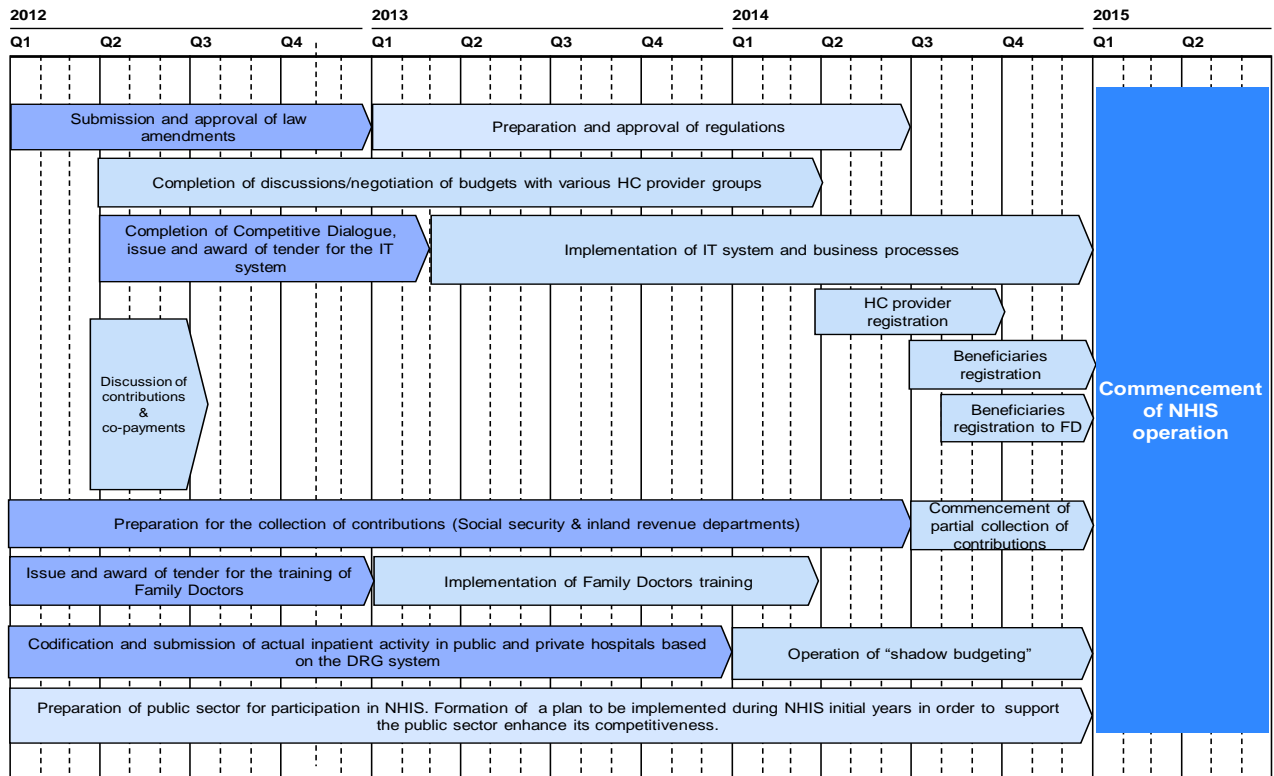 2012 2013 2014 2015
Q1 Q2 Q3 Q4 Q1 Q2 Q3 Q4 Q1 Q2 Q3 Q4 Q1 Q2
Submission and approval of law
amendments
Preparation and approval of regulations
Completion of discussions/negotiation of budgets with various HC provider groups
Completion of Competitive Dialogue,
issue and award of tender for the IT
system
Implementation of IT system and business processes
HC provider
registration
Beneficiaries
registration
Discussion of
contributions
&
co-payments
Beneficiaries
registration to FD
Commencement
of NHIS
operation
Preparation for the collection of contributions (Social security & inland revenue departments)
Commencement of
partial collection of
contributions
Issue and award of tender for the training of
Family Doctors
Implementation of Family Doctors training
Codification and submission of actual inpatient activity in public and private hospitals based
on the DRG system
Operation of “shadow budgeting”
Preparation of public sector for participation in NHIS. Formation of a plan to be implemented during NHIS initial years in order to support
the public sector enhance its competitiveness.